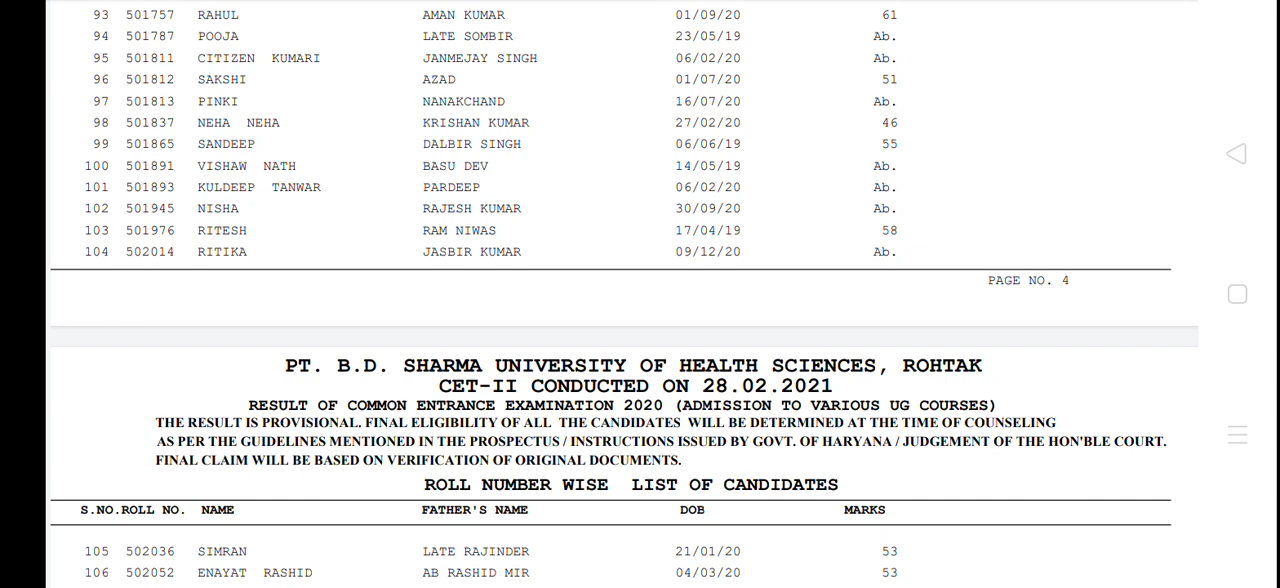 93 501757 RAHUL AMAN KUMAR 01/09/20 61
94 501787 POOJA LATE SOMBIR 23/05/19 Ab.
95 501811 CITIZEN KUMARI JANMEJAY SINGH 06/02/20 Ab.
96 501812 SAKSHI AZAD 01/07/20 51
97 501813 PINKI NANAKCHAND 16/07/20 Ab.
98 501837 NEHA NEHA KRISHAN KUMAR 27/02/20 46
99 501865 SANDEEP DALBIR SINGH 06/06/19 55
100 501891 VISHAW NATH BASU DEV 14/05/19 Ab.
101 501893 KULDEEP TANWAR PARDEEP 06/02/20 Ab.
102 501945 NISHA RAJESH KUMAR 30/09/20 Ab.
103 501976 RITESH RAM NIWAS 17/04/19 58
104 502014 RITIKA JASBIR KUMAR 09/12/20 Ab.
PAGE NO. 4
PT. B.D. SHARMA UNIVERSITY OF HEALTH SCIENCES, ROHTAK
CET-II CONDUCTED ON 28.02.2021
RESULT OF COMMON ENTRANCE EXAMINATION 2020 (ADMISSION TO VARIOUS UG COURSES)
THE RESULT IS PROVISIONAL. FINAL ELIGIBILITY OF ALL THE CANDIDATES WILL BE DETERMINED AT THE TIME OF COUNSELING
AS PER THE GUIDELINES MENTIONED IN THE PROSPECTUS / INSTRUCTIONS ISSUED BY GOVT. OF HARYANA / JUDGEMENT OF THE HON'BLE COURT.
FINAL CLAIM WILL BE BASED ON VERIFICATION OF ORIGINAL DOCUMENTS.
ROLL NUMBER WISE LIST OF CANDIDATES
S.NO. ROLL NO. NAME FATHER'S NAME DOB MARKS
105 502036 SIMRAN LATE RAJINDER 21/01/20 53
106 502052 ENAYAT RASHID AB RASHID MIR 04/03/20 53